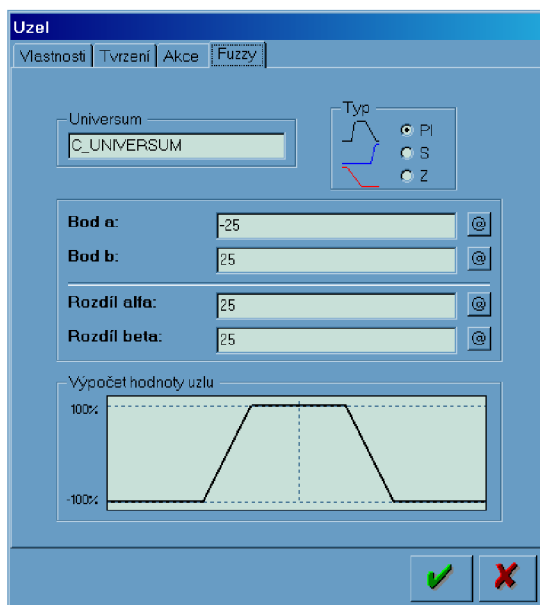 Uzel
Vlastnosti Tvrzení Akce Fuzzy
Universum
C_UNIVERSUM
Typ
PI
S
Z
Bod a: -25 @
Bod b: 25 @
Rozdíl alfa: 25 @
Rozdíl beta: 25 @
Výpočet hodnoty uzlu
100%
-100%